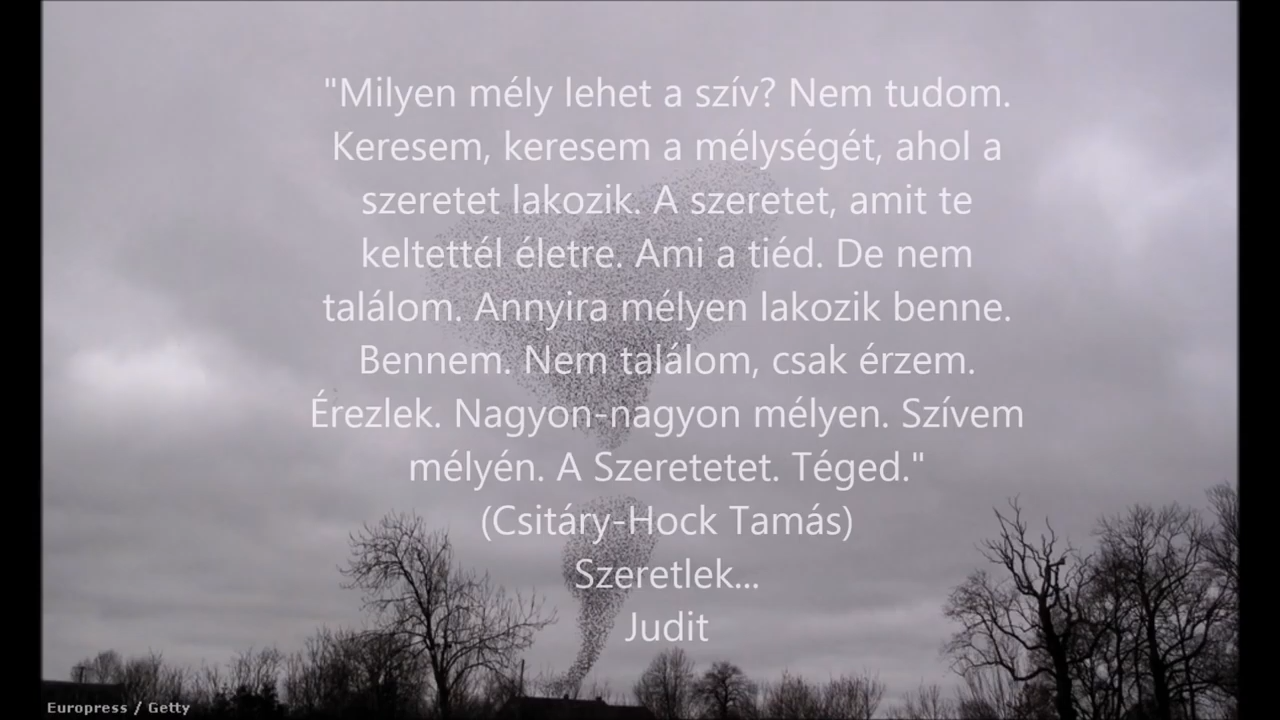 "Milyen mély lehet a szív? Nem tudom.
Keresem, keresem a mélységét, ahol a
szeretet lakozik. A szeretet, amit te
keltettél életre. Ami a tiéd. De nem
találom. Annyira mélyen lakozik benne.
Bennem. Nem találom, csak érzem.
Érezlek. Nagyon-nagyon mélyen. Szívem
mélyén. A Szeretetet. Téged."
(Csitáry-Hock Tamás)
Szeretlek...
Judit
Europress / Getty